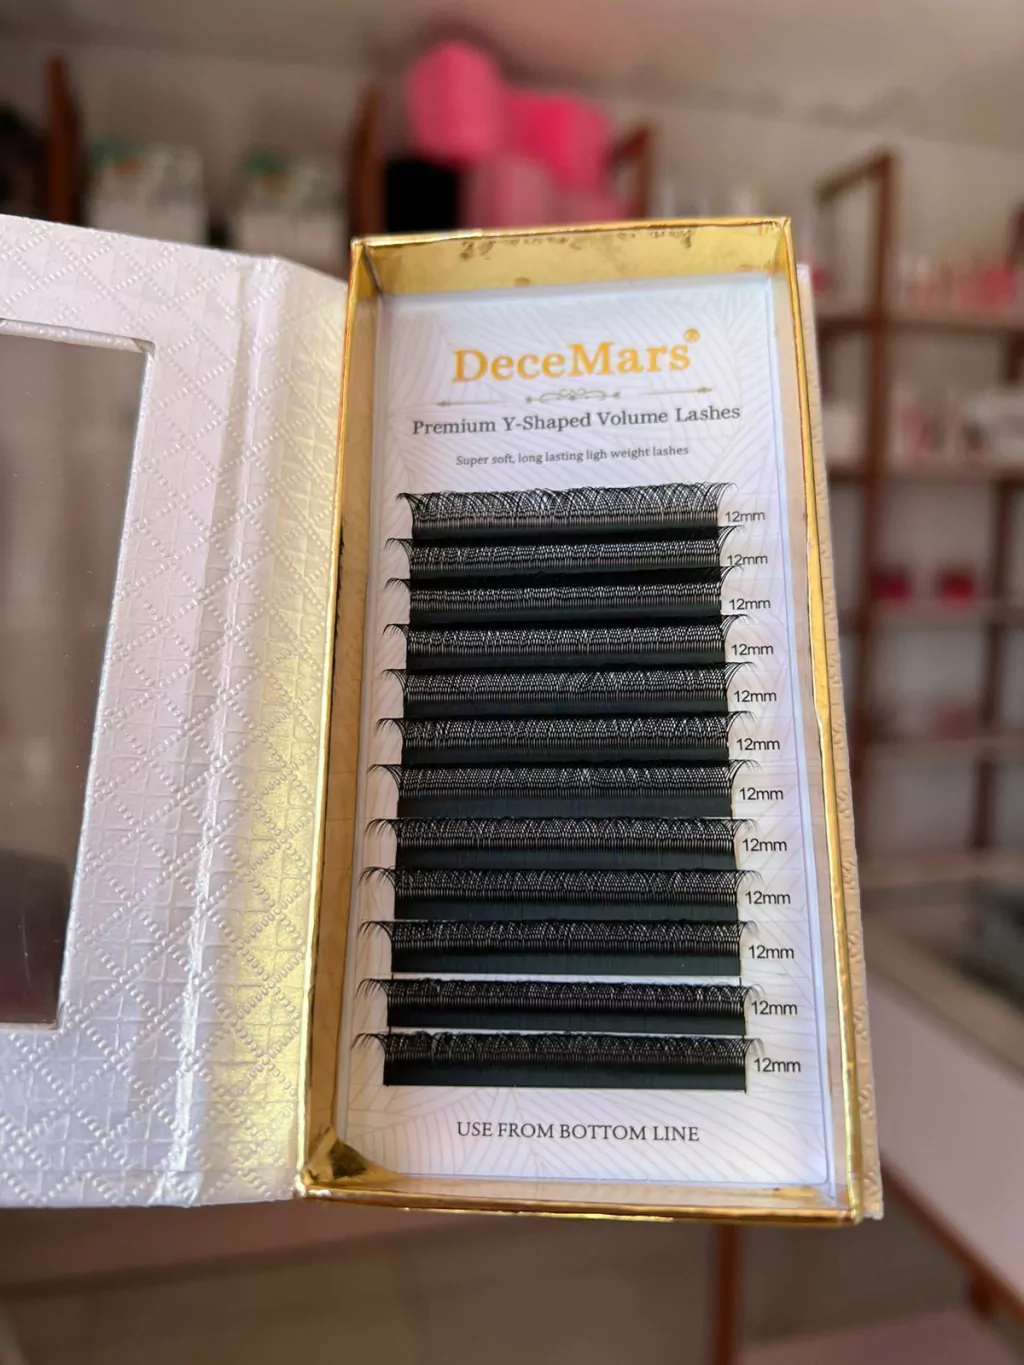 DeceMars®
Premium Y-Shaped Volume Lashes
Super soft, long lasting ligh weight lashes
12mm
12mm
12mm
12mm
12mm
12mm
12mm
12mm
12mm
12mm
12mm
12mm
USE FROM BOTTOM LINE